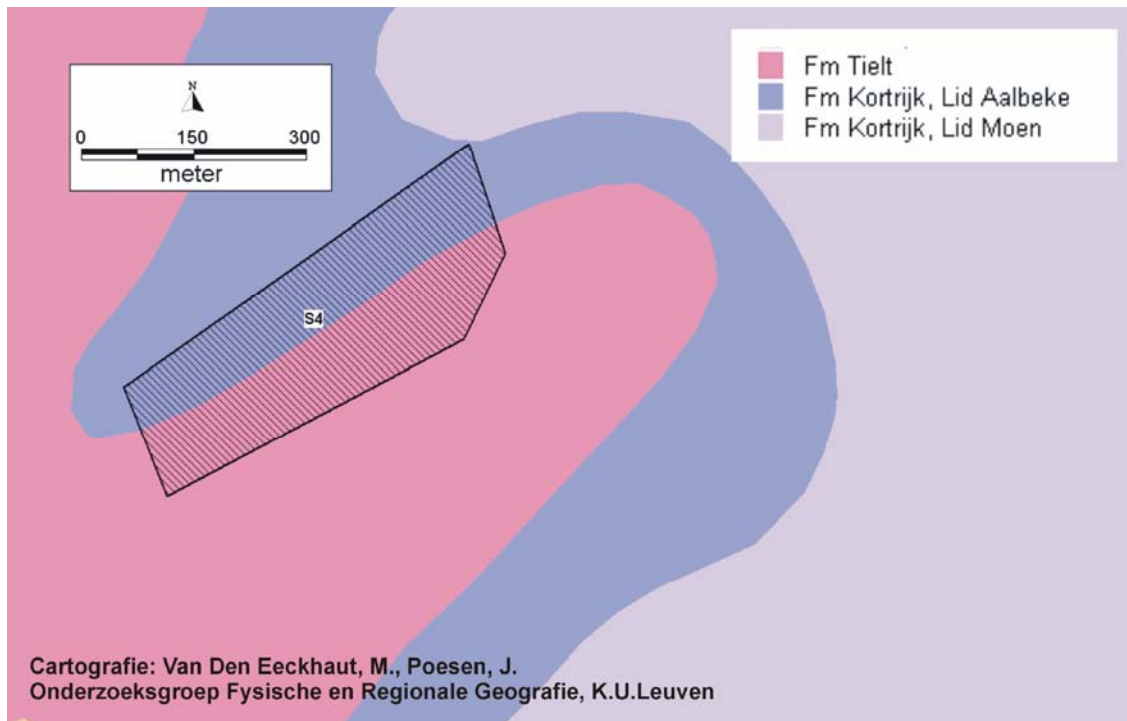 N
0 150 300
meter
Fm Tielt
Fm Kortrijk, Lid Aalbeke
Fm Kortrijk, Lid Moen
S4
Cartografie: Van Den Eeckhaut, M., Poesen, J.
Onderzoeksgroep Fysische en Regionale Geografie, K.U.Leuven